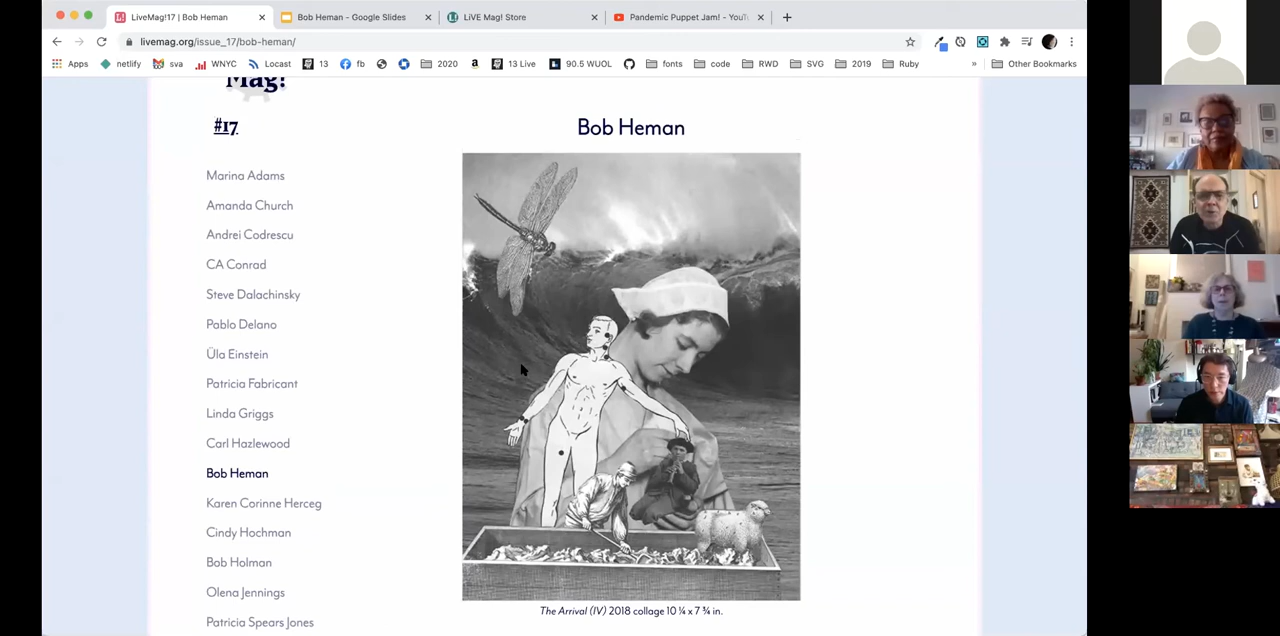 LiveMag!17 | Bob Heman
Bob Heman - Google Slides
LiVE Mag! Store
Pandemic Puppet Jam! - YouT
livemag.org/issue_17/bob-heman/
Apps netlify sva WNYC Locast 13 fb 2020 13 Live 90.5 WUOL fonts code RWD SVG 2019 Ruby » Other Bookmarks
Mag!
#17
Bob Heman
Marina Adams
Amanda Church
Andrei Codrescu
CA Conrad
Steve Dalachinsky
Pablo Delano
Üla Einstein
Patricia Fabricant
Linda Griggs
Carl Hazlewood
Bob Heman
Karen Corinne Herceg
Cindy Hochman
Bob Holman
Olena Jennings
Patricia Spears Jones
The Arrival (IV) 2018 collage 10 ¼ x 7 ¾ in.